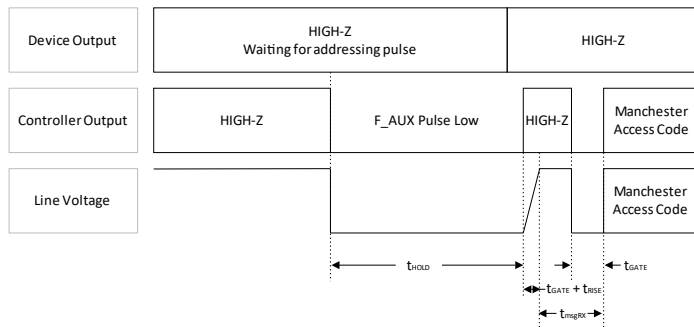 Device Output
HIGH-Z
Waiting for addressing pulse
HIGH-Z
Controller Output
HIGH-Z
F_AUX Pulse Low
HIGH-Z
Manchester
Access Code
Line Voltage
Manchester
Access Code
tHOLD
tGATE
tGATE + tRISE
tmsgRX